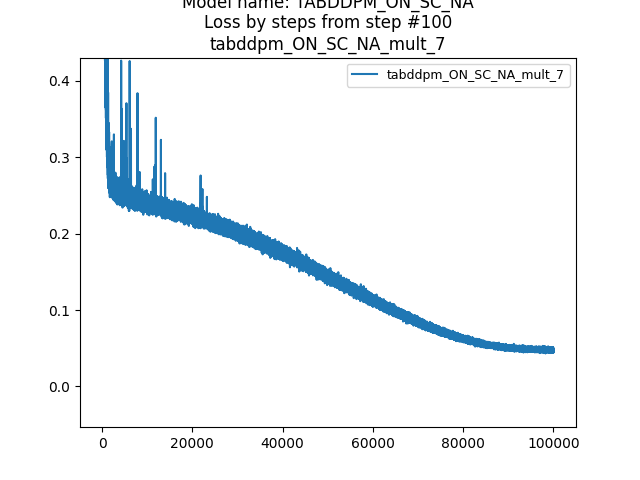 Model name: TABDDPM_ON_SC_NA
Loss by steps from step #100
tabddpm_ON_SC_NA_mult_7
tabddpm_ON_SC_NA_mult_7
0.4
0.3
0.2
0.1
0.0
0
20000
40000
60000
80000
100000